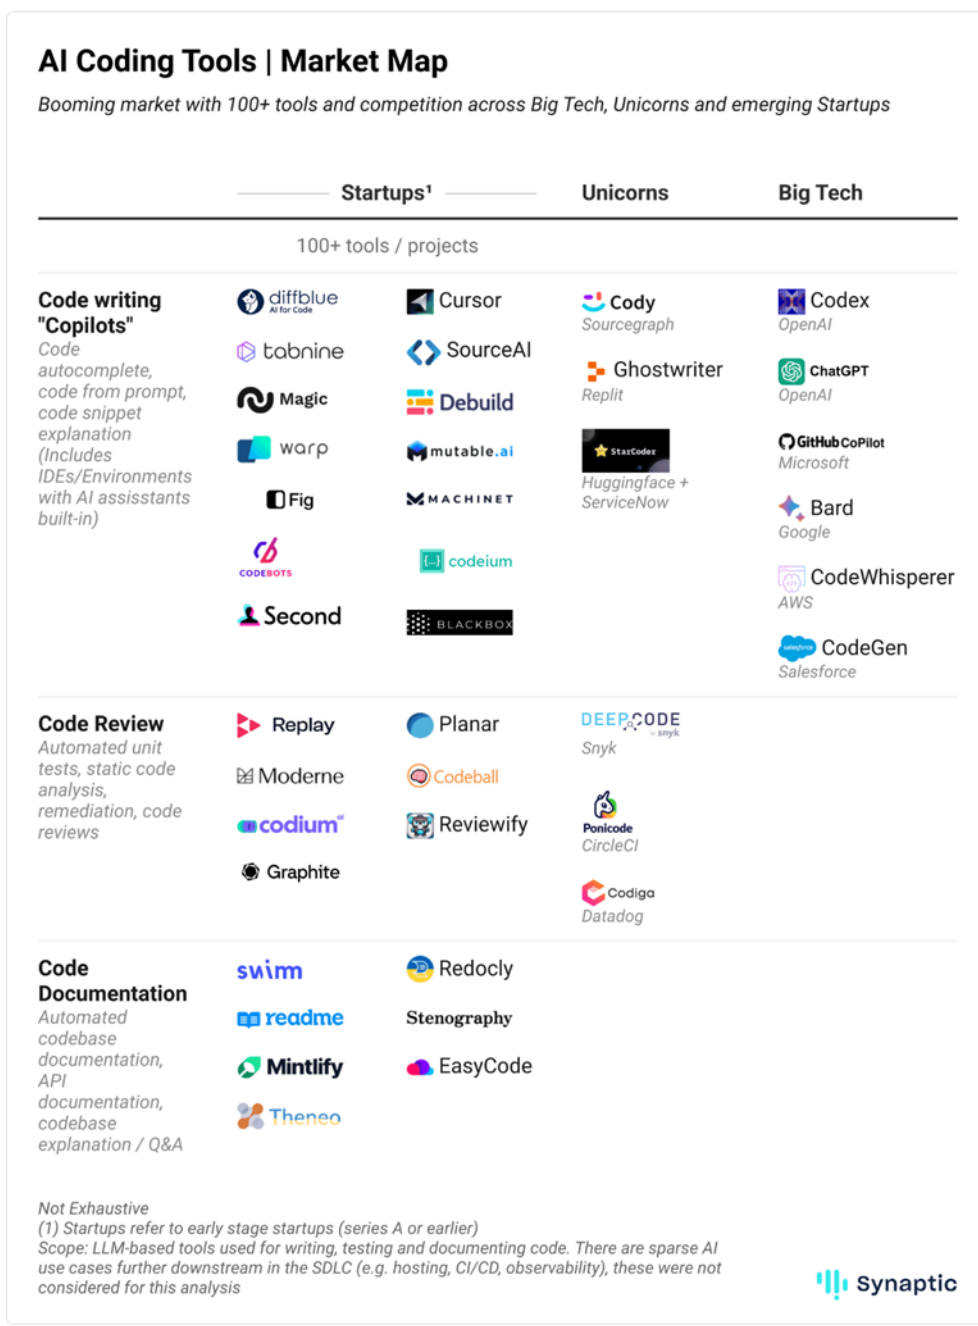 AI Coding Tools | Market Map
Booming market with 100+ tools and competition across Big Tech, Unicorns and emerging Startups
Startups¹ Unicorns Big Tech
100+ tools / projects
Code writing
"Copilots"
Code
autocomplete,
code from prompt,
code snippet
explanation
(Includes
IDEs/Environments
with AI assisstants
built-in)
diffblue
AI for Code
tabnine
Magic
warp
Fig
CODEBOTS
Second
Cursor
SourceAI
Debuild
mutable.ai
MACHINET
codeium
BLACKBOX
Cody
Sourcegraph
Ghostwriter
Replit
StarCoder
Huggingface +
ServiceNow
Codex
OpenAI
ChatGPT
OpenAI
GitHub CoPilot
Microsoft
Bard
Google
CodeWhisperer
AWS
salesforce
CodeGen
Salesforce
Code Review
Automated unit
tests, static code
analysis,
remediation, code
reviews
Replay
Moderne
codium ai
Graphite
Planar
Codeball
Reviewify
DEEPCODE
by snyk
Snyk
Ponicode
CircleCI
Codiga
Datadog
Code
Documentation
Automated
codebase
documentation,
API
documentation,
codebase
explanation / Q&A
swimm
readme
Mintlify
Theneo
Redocly
Stenography
EasyCode
Not Exhaustive
(1) Startups refer to early stage startups (series A or earlier)
Scope: LLM-based tools used for writing, testing and documenting code. There are sparse AI
use cases further downstream in the SDLC (e.g. hosting, CI/CD, observability), these were not
considered for this analysis
Synaptic